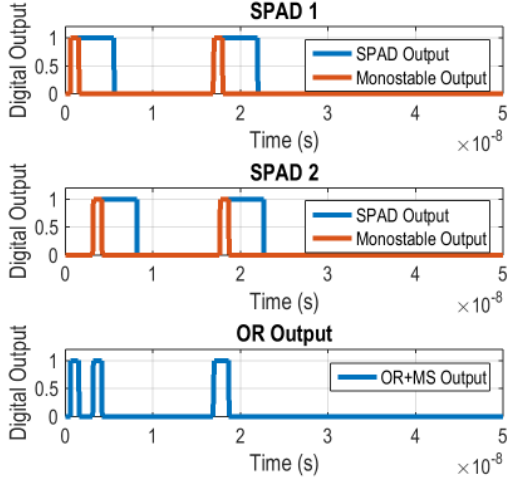 SPAD 1
Digital Output
1
0.5
0
SPAD Output
Monostable Output
0 1 2 3 4 5
Time (s)
×10-8
SPAD 2
Digital Output
1
0.5
0
SPAD Output
Monostable Output
0 1 2 3 4 5
Time (s)
×10-8
OR Output
Digital Output
1
0.5
0
OR+MS Output
0 1 2 3 4 5
Time (s)
×10-8